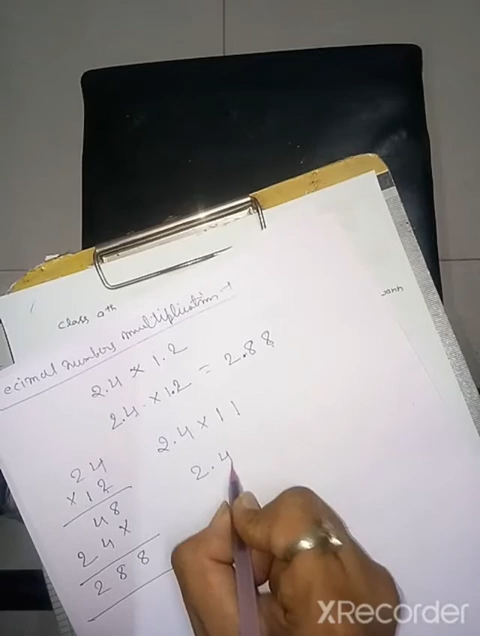 class 9th
ecimal numbers multiplication →
2.4 × 1.2
2.4 × 1.2 = 2.88
2.4 × 11
2.4
24
×12
48
24×
288
XRecorder